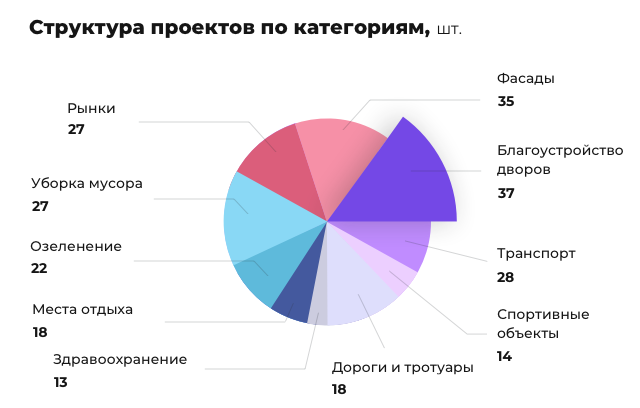 Структура проектов по категориям, шт.
Фасады
35
Рынки
27
Благоустройство
дворов
37
Уборка мусора
27
Озеленение
22
Транспорт
28
Места отдыха
18
Спортивные
объекты
14
Здравоохранение
13
Дороги и тротуары
18